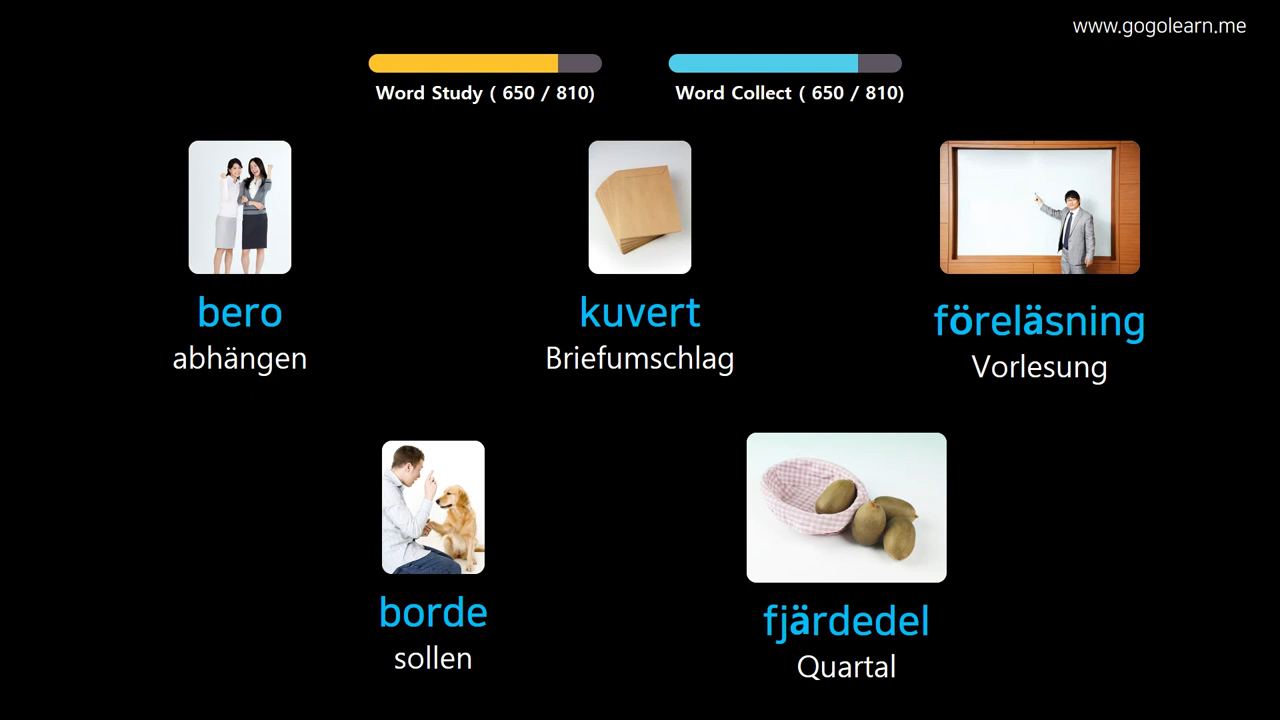 www.gogolearn.me
Word Study ( 650 / 810)
Word Collect ( 650 / 810)
bero
abhängen
kuvert
Briefumschlag
föreläsning
Vorlesung
borde
sollen
fjärdedel
Quartal